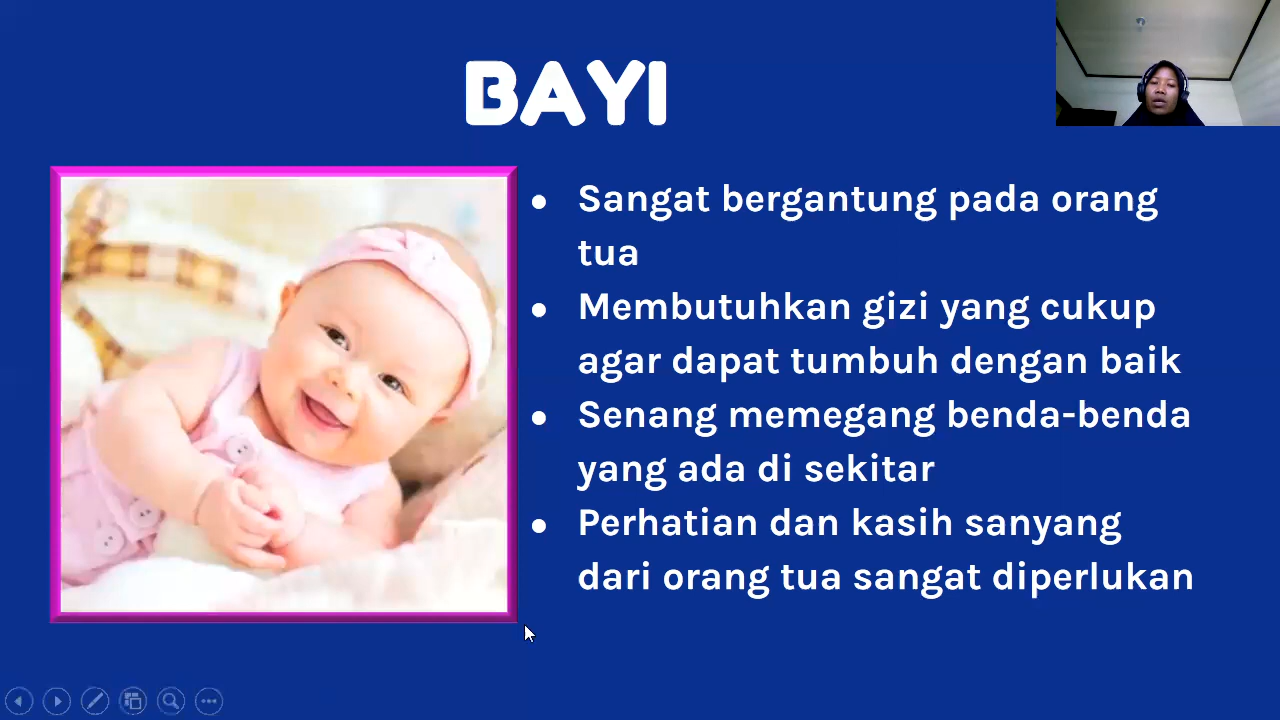 BAYI
Sangat bergantung pada orang
tua
Membutuhkan gizi yang cukup
agar dapat tumbuh dengan baik
Senang memegang benda-benda
yang ada di sekitar
Perhatian dan kasih sanyang
dari orang tua sangat diperlukan